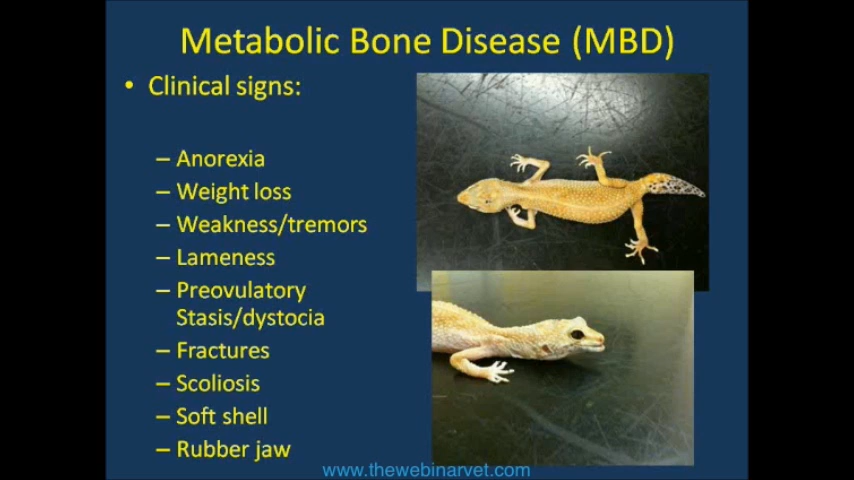 Metabolic Bone Disease (MBD)
• Clinical signs:
– Anorexia
– Weight loss
– Weakness/tremors
– Lameness
– Preovulatory
Stasis/dystocia
– Fractures
– Scoliosis
– Soft shell
– Rubber jaw
www.thewebinarvet.com